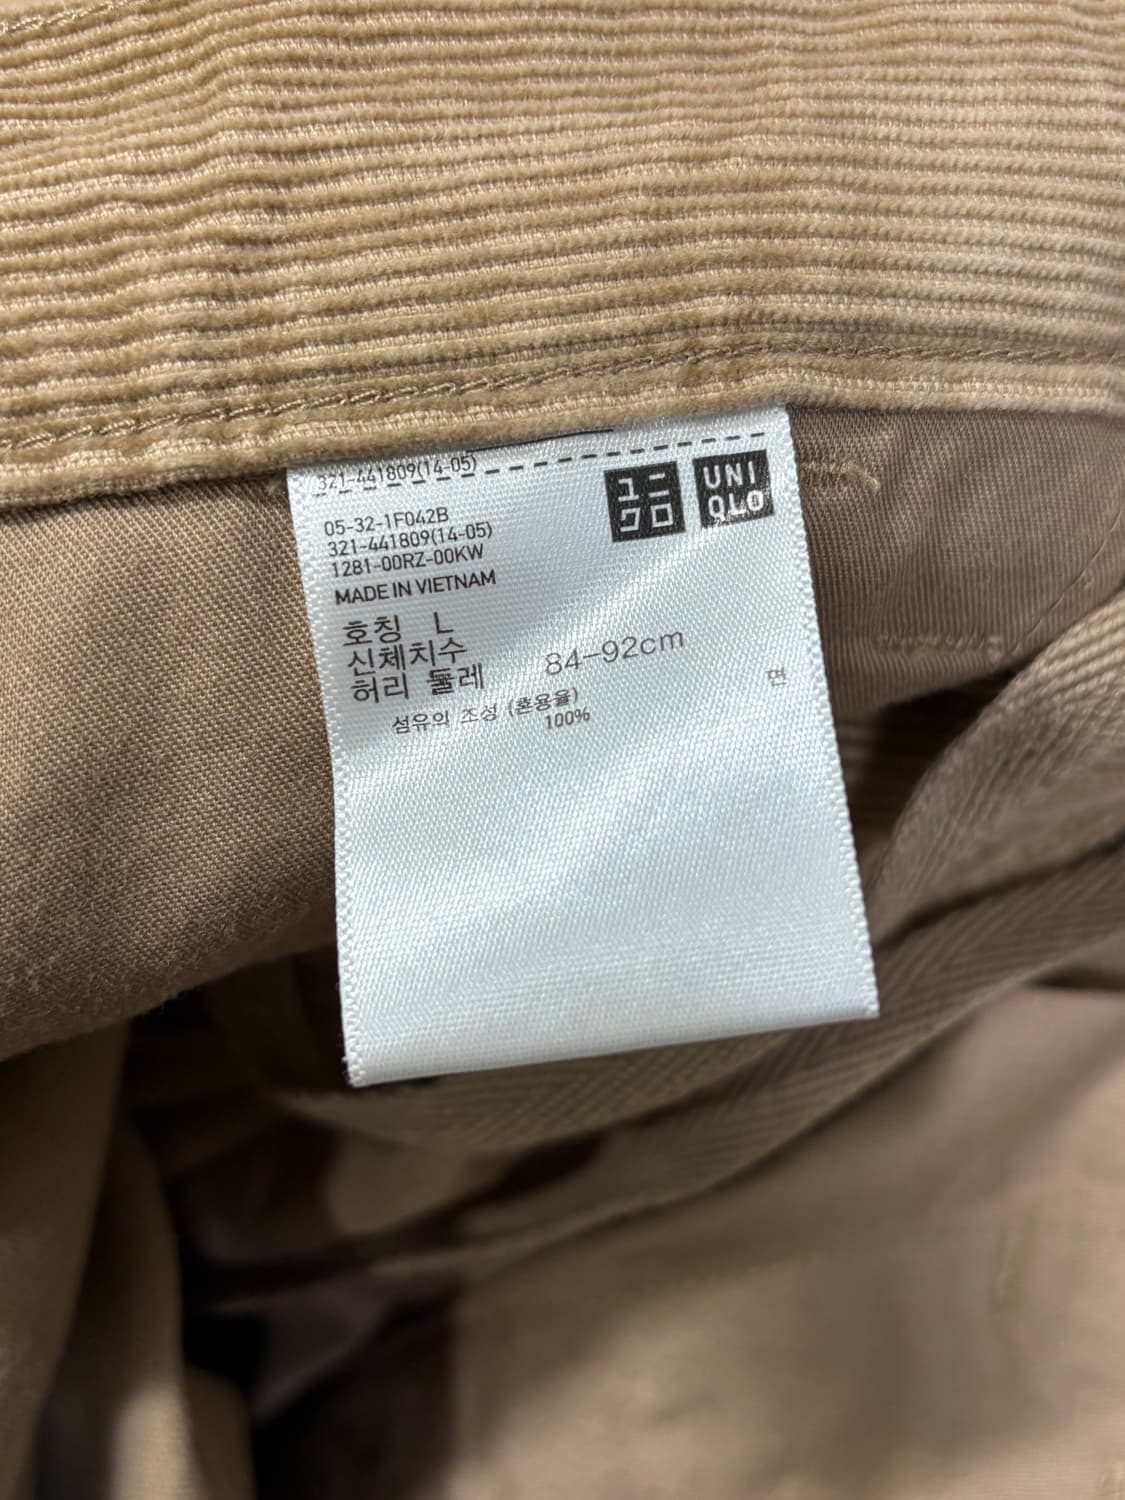 321-441809(14-05)
ユニ
クロ
UNI
QLO
05-32-1F042B
321-441809(14-05)
1281-00RZ-00KW
MADE IN VIETNAM
호칭 L
신체치수
허리 둘레 84-92cm
섬유의 조성 (혼용율)
면
100%